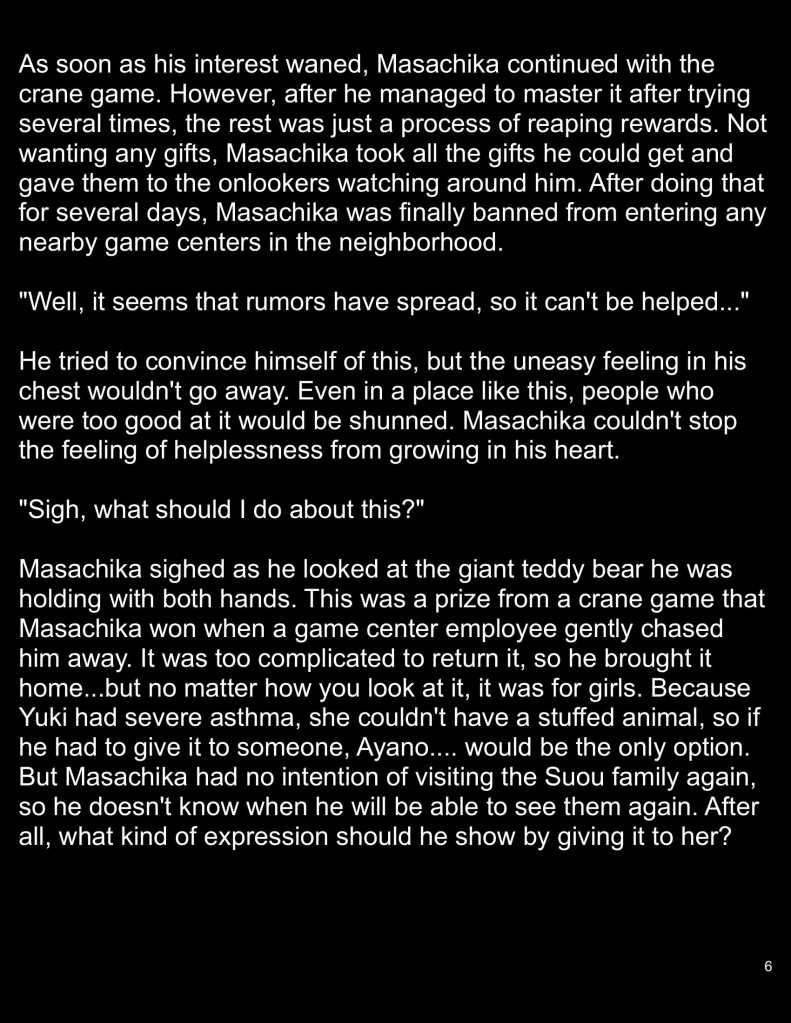 As soon as his interest waned, Masachika continued with the
crane game. However, after he managed to master it after trying
several times, the rest was just a process of reaping rewards. Not
wanting any gifts, Masachika took all the gifts he could get and
gave them to the onlookers watching around him. After doing that
for several days, Masachika was finally banned from entering any
nearby game centers in the neighborhood.
"Well, it seems that rumors have spread, so it can't be helped..."
He tried to convince himself of this, but the uneasy feeling in his
chest wouldn't go away. Even in a place like this, people who
were too good at it would be shunned. Masachika couldn't stop
the feeling of helplessness from growing in his heart.
"Sigh, what should I do about this?"
Masachika sighed as he looked at the giant teddy bear he was
holding with both hands. This was a prize from a crane game that
Masachika won when a game center employee gently chased
him away. It was too complicated to return it, so he brought it
home...but no matter how you look at it, it was for girls. Because
Yuki had severe asthma, she couldn't have a stuffed animal, so if
he had to give it to someone, Ayano.... would be the only option.
But Masachika had no intention of visiting the Suou family again,
so he doesn't know when he will be able to see them again. After
all, what kind of expression should he show by giving it to her?
6